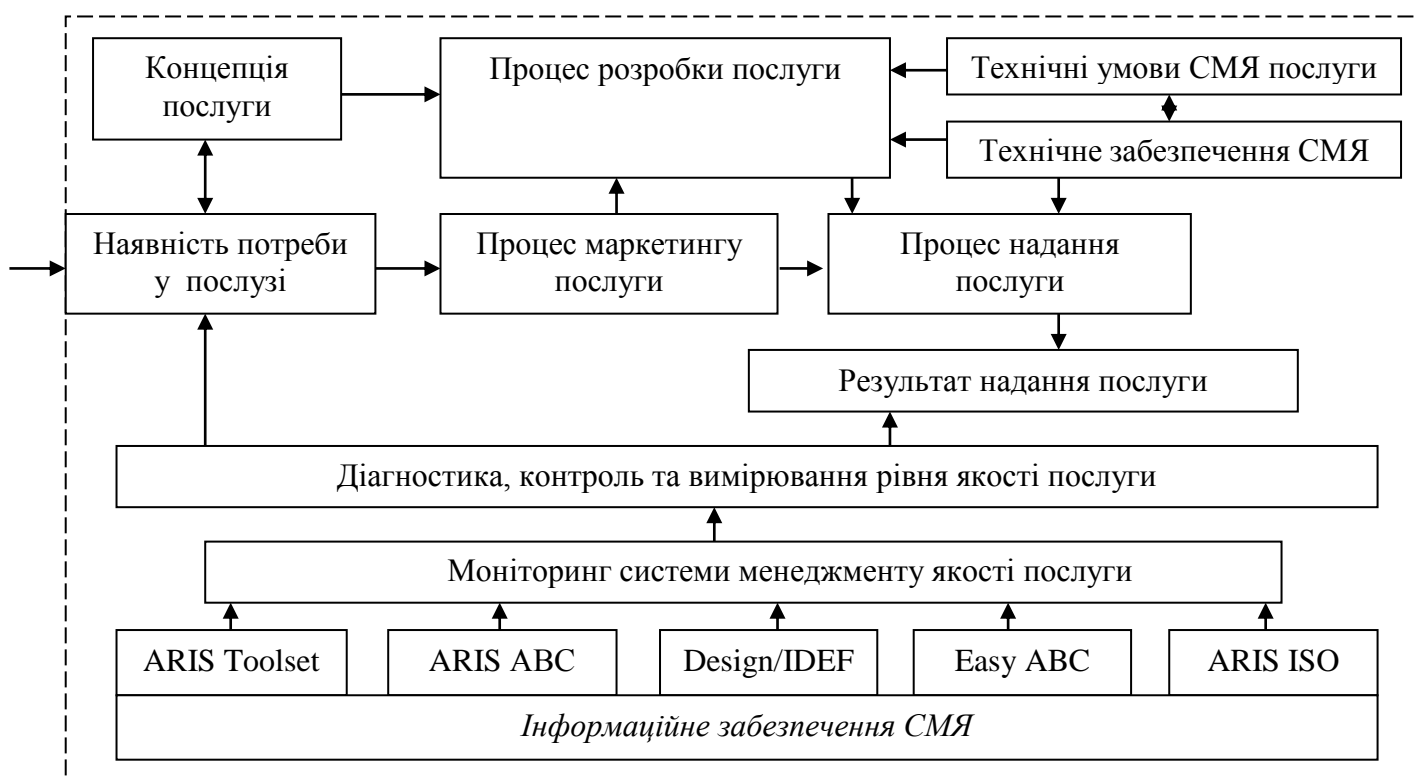 Концепція
послуги
Процес розробки послуги
Технічні умови СМЯ послуги
Технічне забезпечення СМЯ
Наявність потреби
у послузі
Процес маркетингу
послуги
Процес надання
послуги
Результат надання послуги
Діагностика, контроль та вимірювання рівня якості послуги
Моніторинг системи менеджменту якості послуги
ARIS Toolset
ARIS ABC
Design/IDEF
Easy ABC
ARIS ISO
Інформаційне забезпечення СМЯ